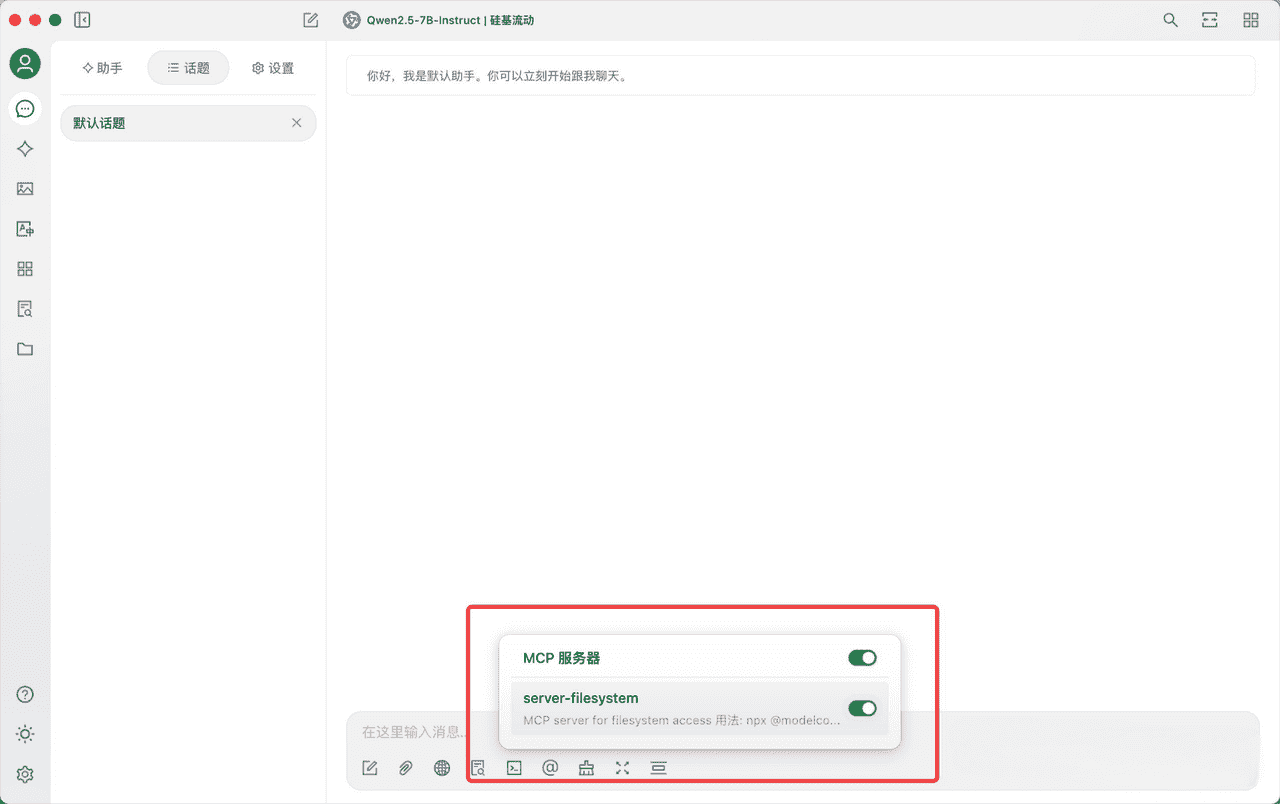 Qwen2.5-7B-Instruct | 硅基流动
助手
话题
设置
默认话题
你好，我是默认助手。你可以立刻开始跟我聊天。
MCP 服务器
server-filesystem
MCP server for filesystem access 用法: npx @modelco...
在这里输入消息...